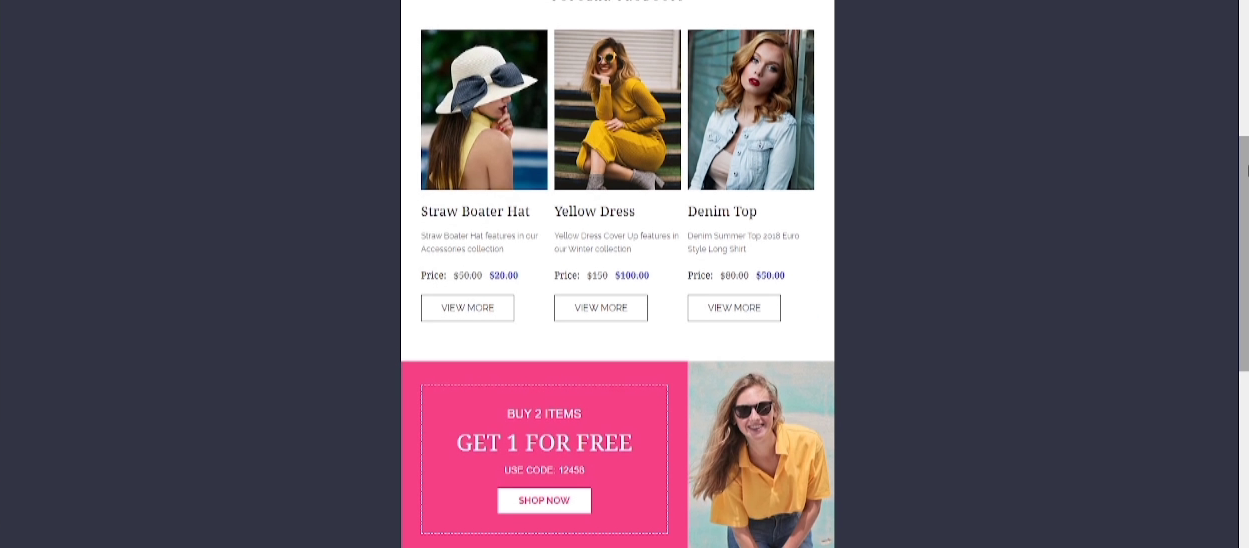 Straw Boater Hat
Straw Boater Hat features in our
Accessories collection
Price: $50.00 $20.00
VIEW MORE
Yellow Dress
Yellow Dress Cover Up features in
our Winter collection
Price: $150 $100.00
VIEW MORE
Denim Top
Denim Summer Top 2018 Euro
Style Long Shirt
Price: $80.00 $50.00
VIEW MORE
BUY 2 ITEMS
GET 1 FOR FREE
USE CODE: 12458
SHOP NOW